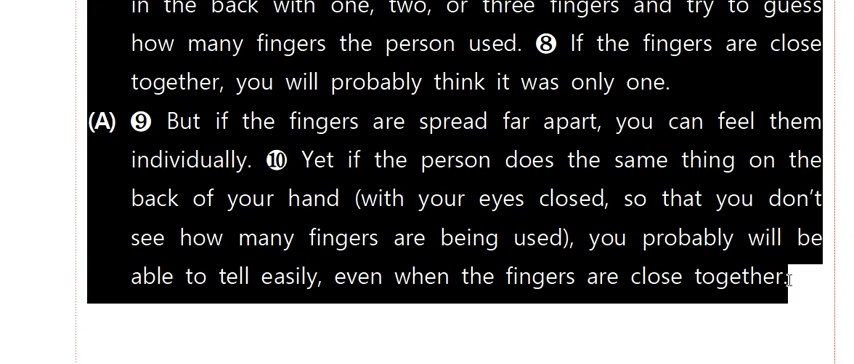 in the back with one, two, or three fingers and try to guess
how many fingers the person used. ❽ If the fingers are close
together, you will probably think it was only one.
(A) ❾ But if the fingers are spread far apart, you can feel them
individually. ❿ Yet if the person does the same thing on the
back of your hand (with your eyes closed, so that you don’t
see how many fingers are being used), you probably will be
able to tell easily, even when the fingers are close together.